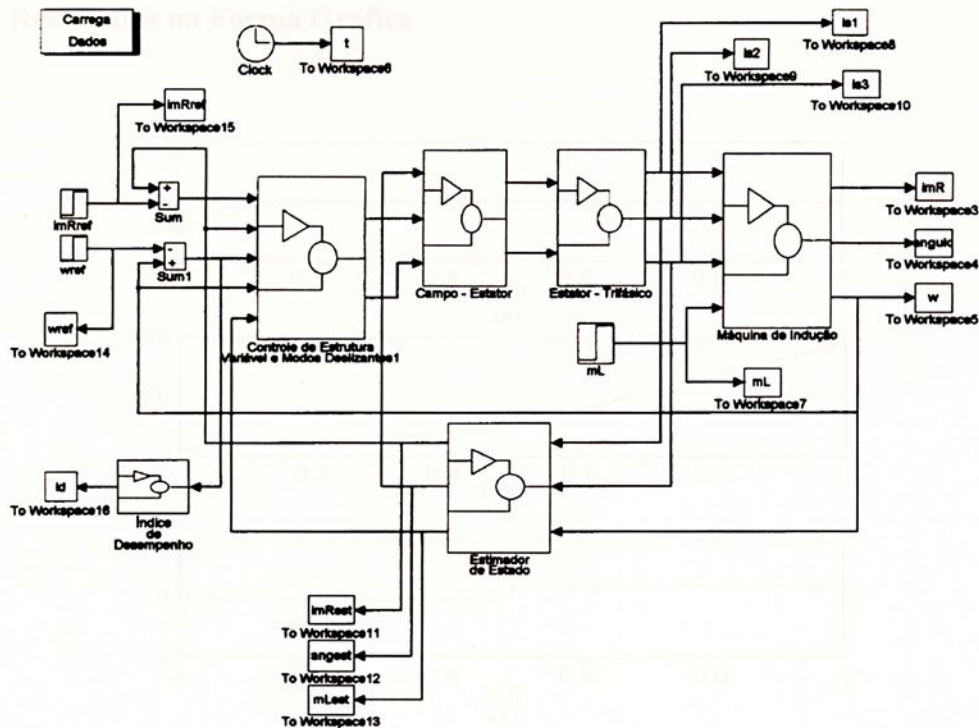 Carrega
Dados
Clock
t
To Workspace6
is1
To Workspace8
is2
To Workspace9
is3
To Workspace10
imRref
To Workspace15
+
-
Sum
imRref
wref
-
+
Sum1
wref
To Workspace14
Controle de Estrutura
Variável e Modos Deslizantes1
Campo - Estator
Estator - Trifásico
Máquina de Indução
imR
To Workspace3
angulo
To Workspace4
w
To Workspace5
mL
mL
To Workspace7
id
To Workspace16
Índice
de
Desempenho
Estimador
de Estado
imRest
To Workspace11
angest
To Workspace12
mLest
To Workspace13